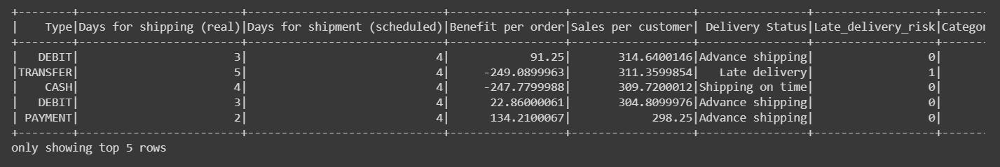 +--------+------------------------+-----------------------------+-----------------+------------------+-----------------+------------------+-------
|    Type|Days for shipping (real)|Days for shipment (scheduled)|Benefit per order|Sales per customer|  Delivery Status|Late_delivery_risk|Categor
+--------+------------------------+-----------------------------+-----------------+------------------+-----------------+------------------+-------
|   DEBIT|                       3|                            4|            91.25|       314.6400146| Advance shipping|                 0|
|TRANSFER|                       5|                            4|     -249.0899963|       311.3599854|    Late delivery|                 1|
|    CASH|                       4|                            4|     -247.7799988|       309.7200012| Shipping on time|                 0|
|   DEBIT|                       3|                            4|      22.86000061|       304.8099976| Advance shipping|                 0|
| PAYMENT|                       2|                            4|      134.2100067|            298.25| Advance shipping|                 0|
+--------+------------------------+-----------------------------+-----------------+------------------+-----------------+------------------+-------
only showing top 5 rows